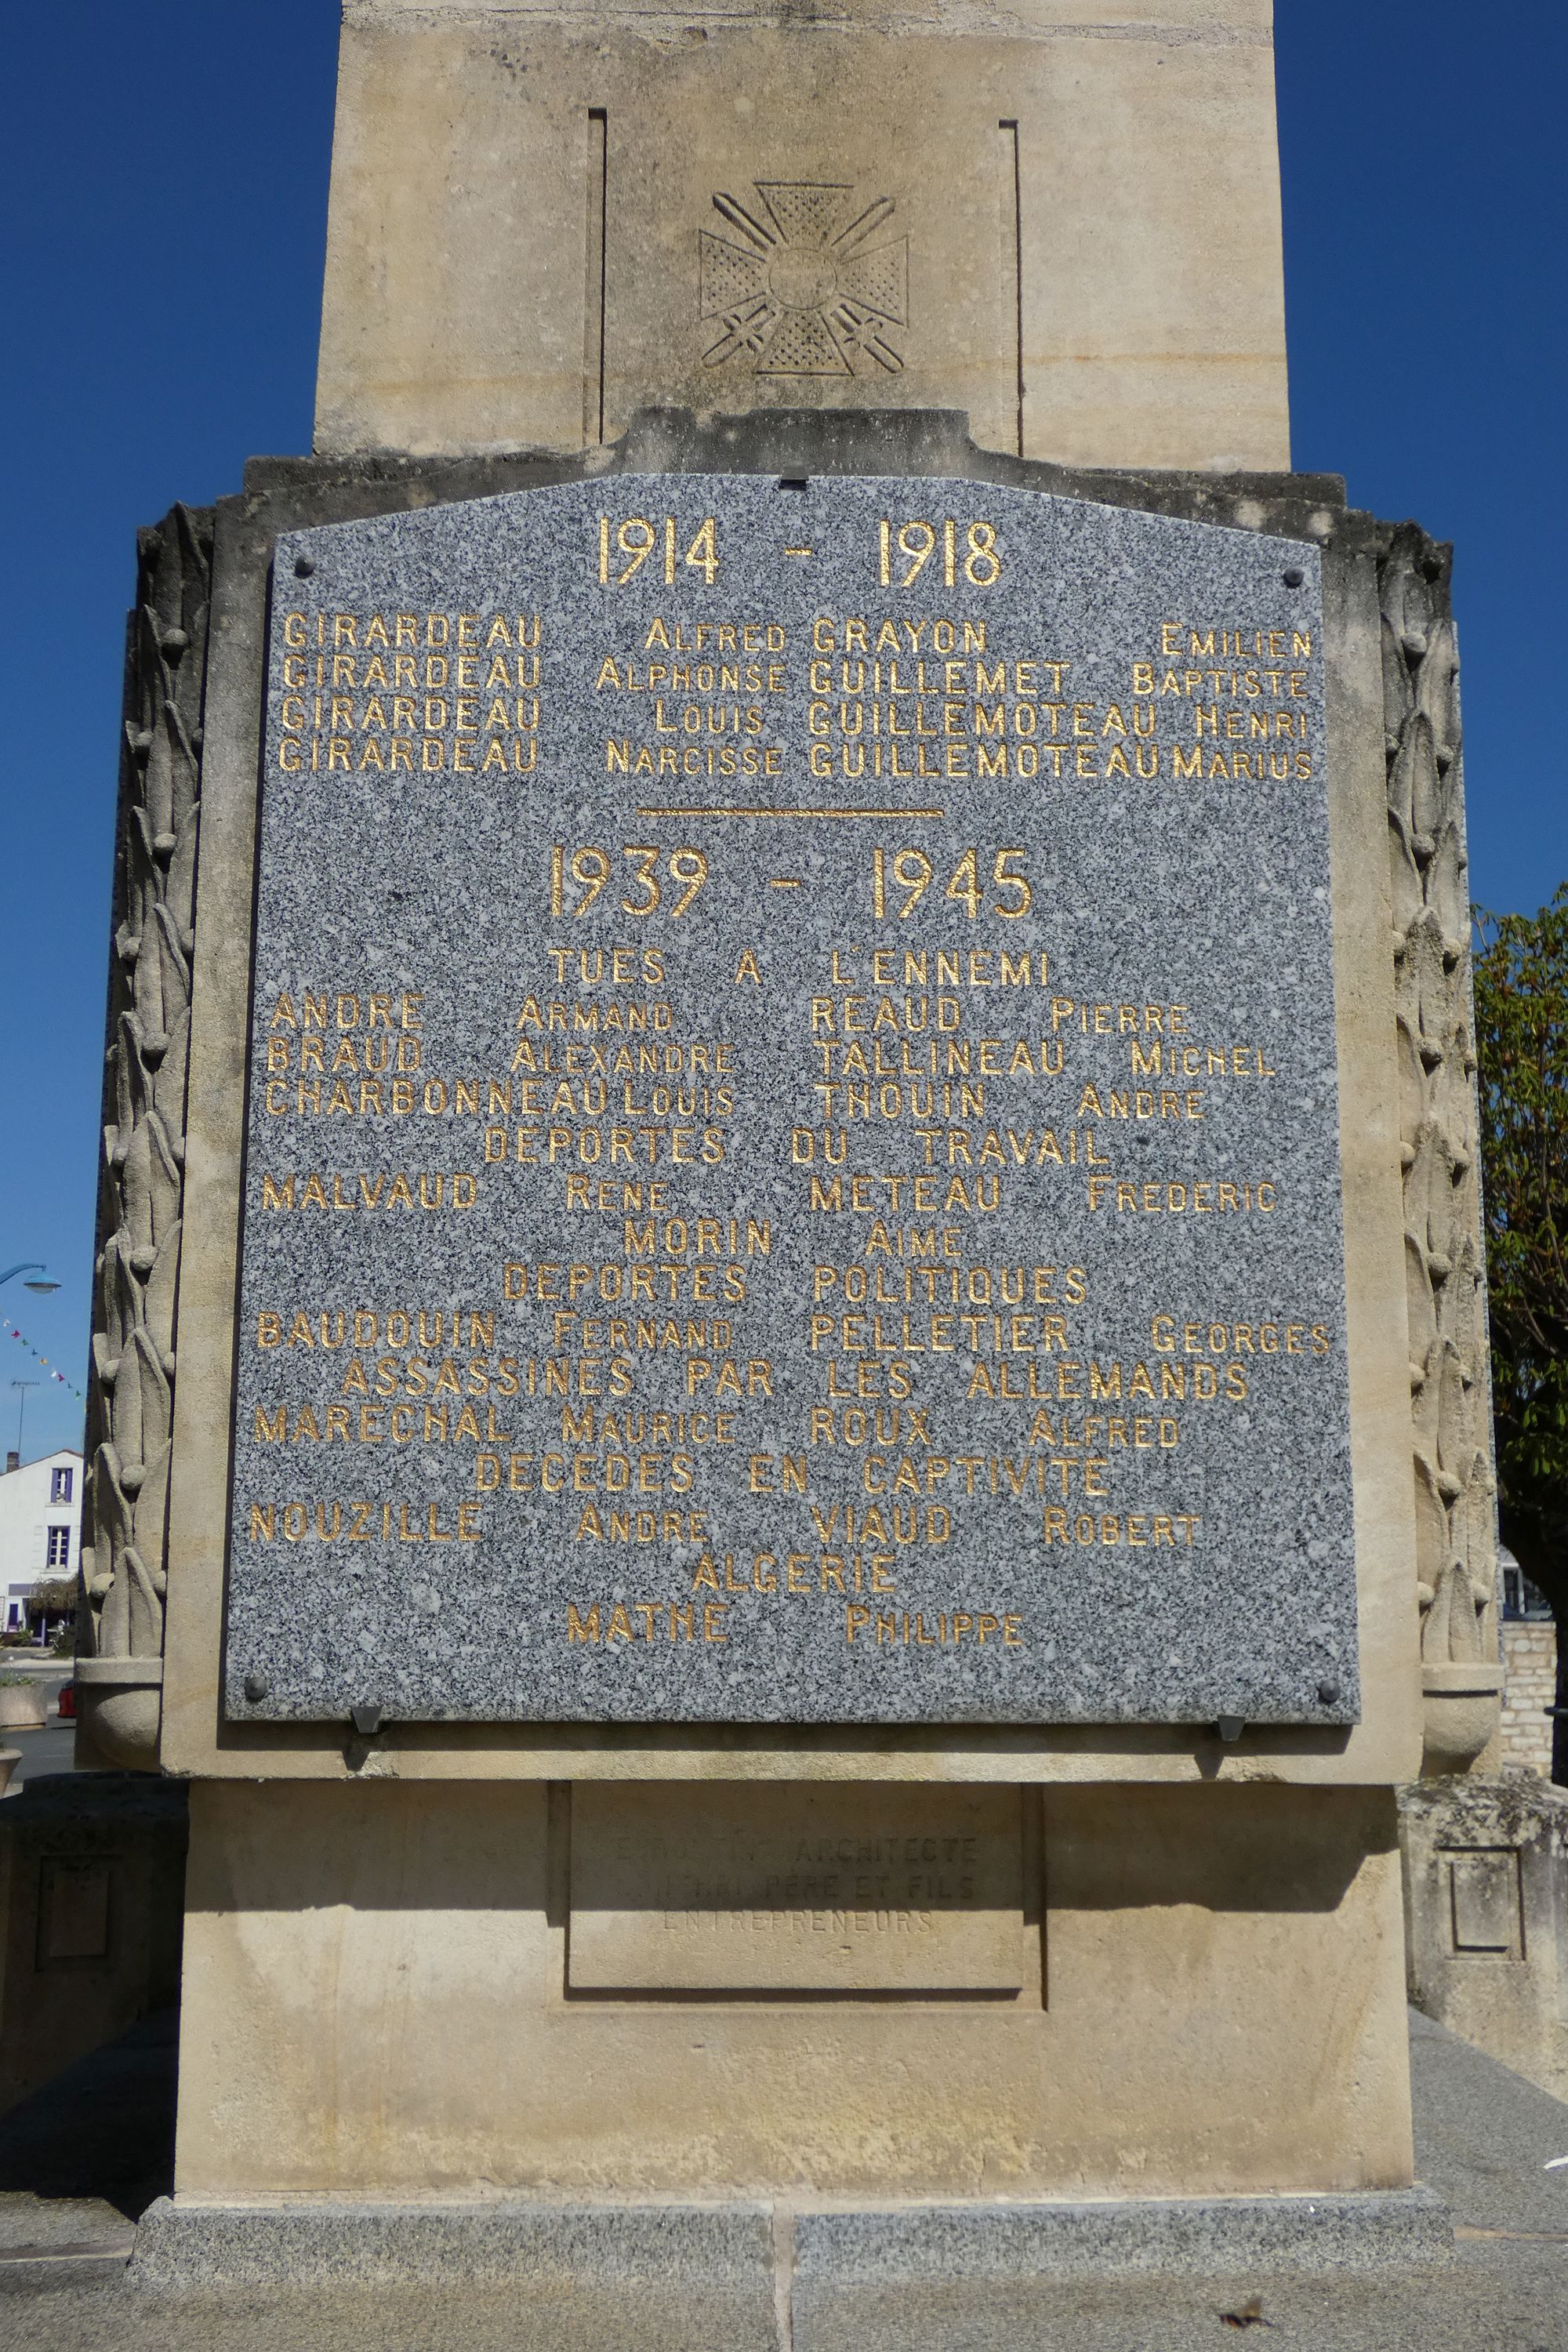 1914 - 1918
GIRARDEAU ALFRED GRAYON EMILIEN
GIRARDEAU ALPHONSE GUILLEMET BAPTISTE
GIRARDEAU LOUIS GUILLEMOTEAU HENRI
GIRARDEAU NARCISSE GUILLEMOTEAU MARIUS
1939 - 1945
TUES A L'ENNEMI
ANDRE ARMAND REAUD PIERRE
BRAUD ALEXANDRE TALLINEAU MICHEL
CHARBONNEAU LOUIS THOUIN ANDRE
DEPORTES DU TRAVAIL
MALVAUD RENE METEAU FREDERIC
MORIN AIME
DEPORTES POLITIQUES
BAUDOUIN FERNAND PELLETIER GEORGES
ASSASSINES PAR LES ALLEMANDS
MARECHAL MAURICE ROUX ALFRED
DECEDES EN CAPTIVITE
NOUZILLE ANDRE VIAUD ROBERT
ALGERIE
MATHE PHILIPPE
ARCHITECTE
PÈRE ET FILS
ENTREPRENEURS